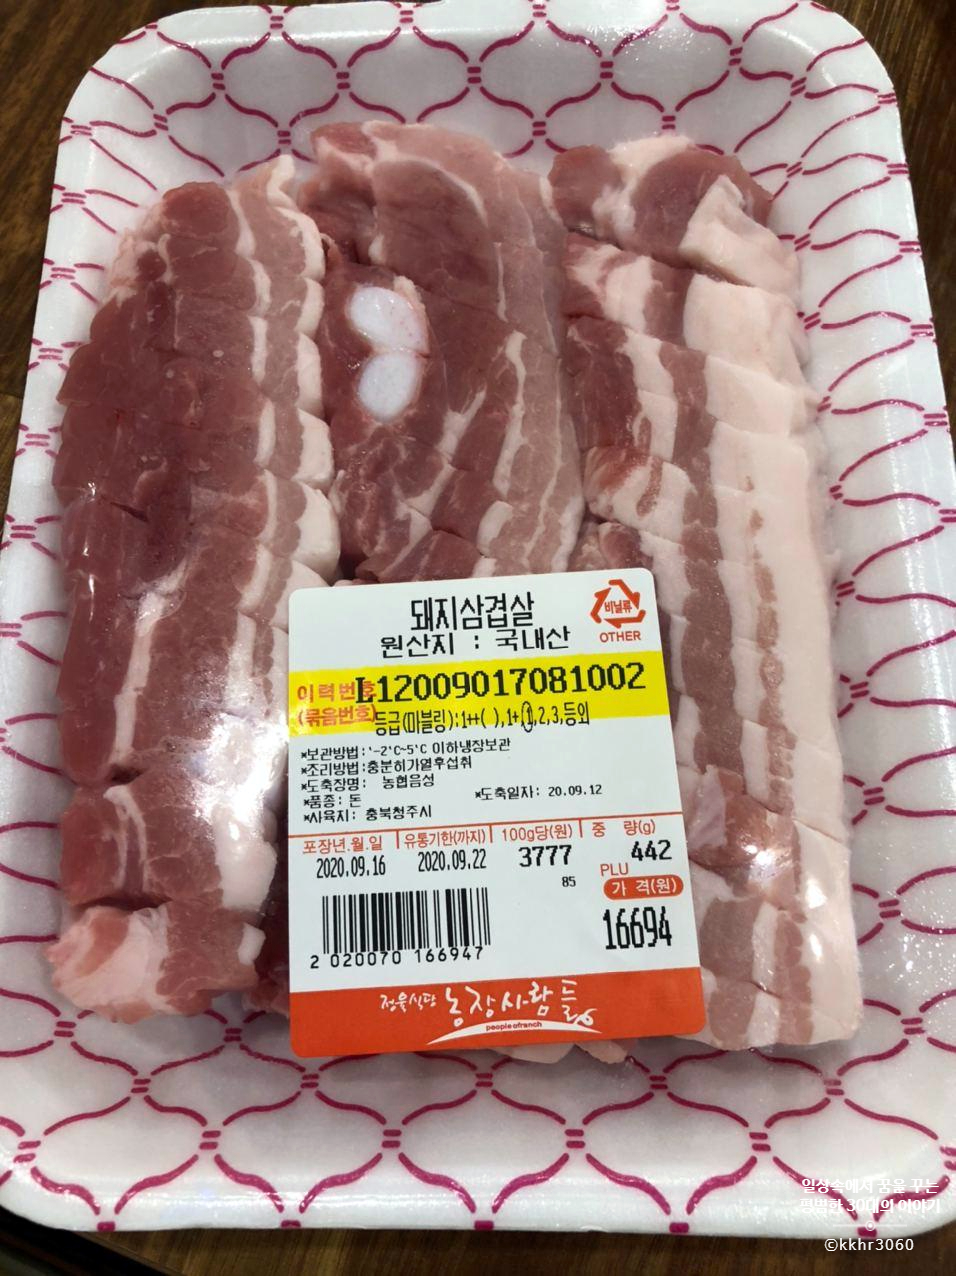 돼지삼겹살
원산지 : 국내산
비닐류
OTHER
이력번호 L12009017081002
(묶음번호)
등급(마블링):1++( ),1+,1,2,3,등외
*보관방법:-2℃~5℃ 이하냉장보관
*조리방법:충분히가열후섭취
*도축장명: 농협음성
*품종: 돈 *도축일자: 20.09.12
*사육지: 충북청주시
포장년.월.일 유통기한(까지) 100g당(원) 중 량(g)
2020.09.16 2020.09.22 3777 442
85 PLU
가 격(원)
16694
2 020070 166947
정육식당 농장사람들
people of ranch
일상속에서 꿈을 꾸는
평범한 30대의 이야기
©kkhr3060